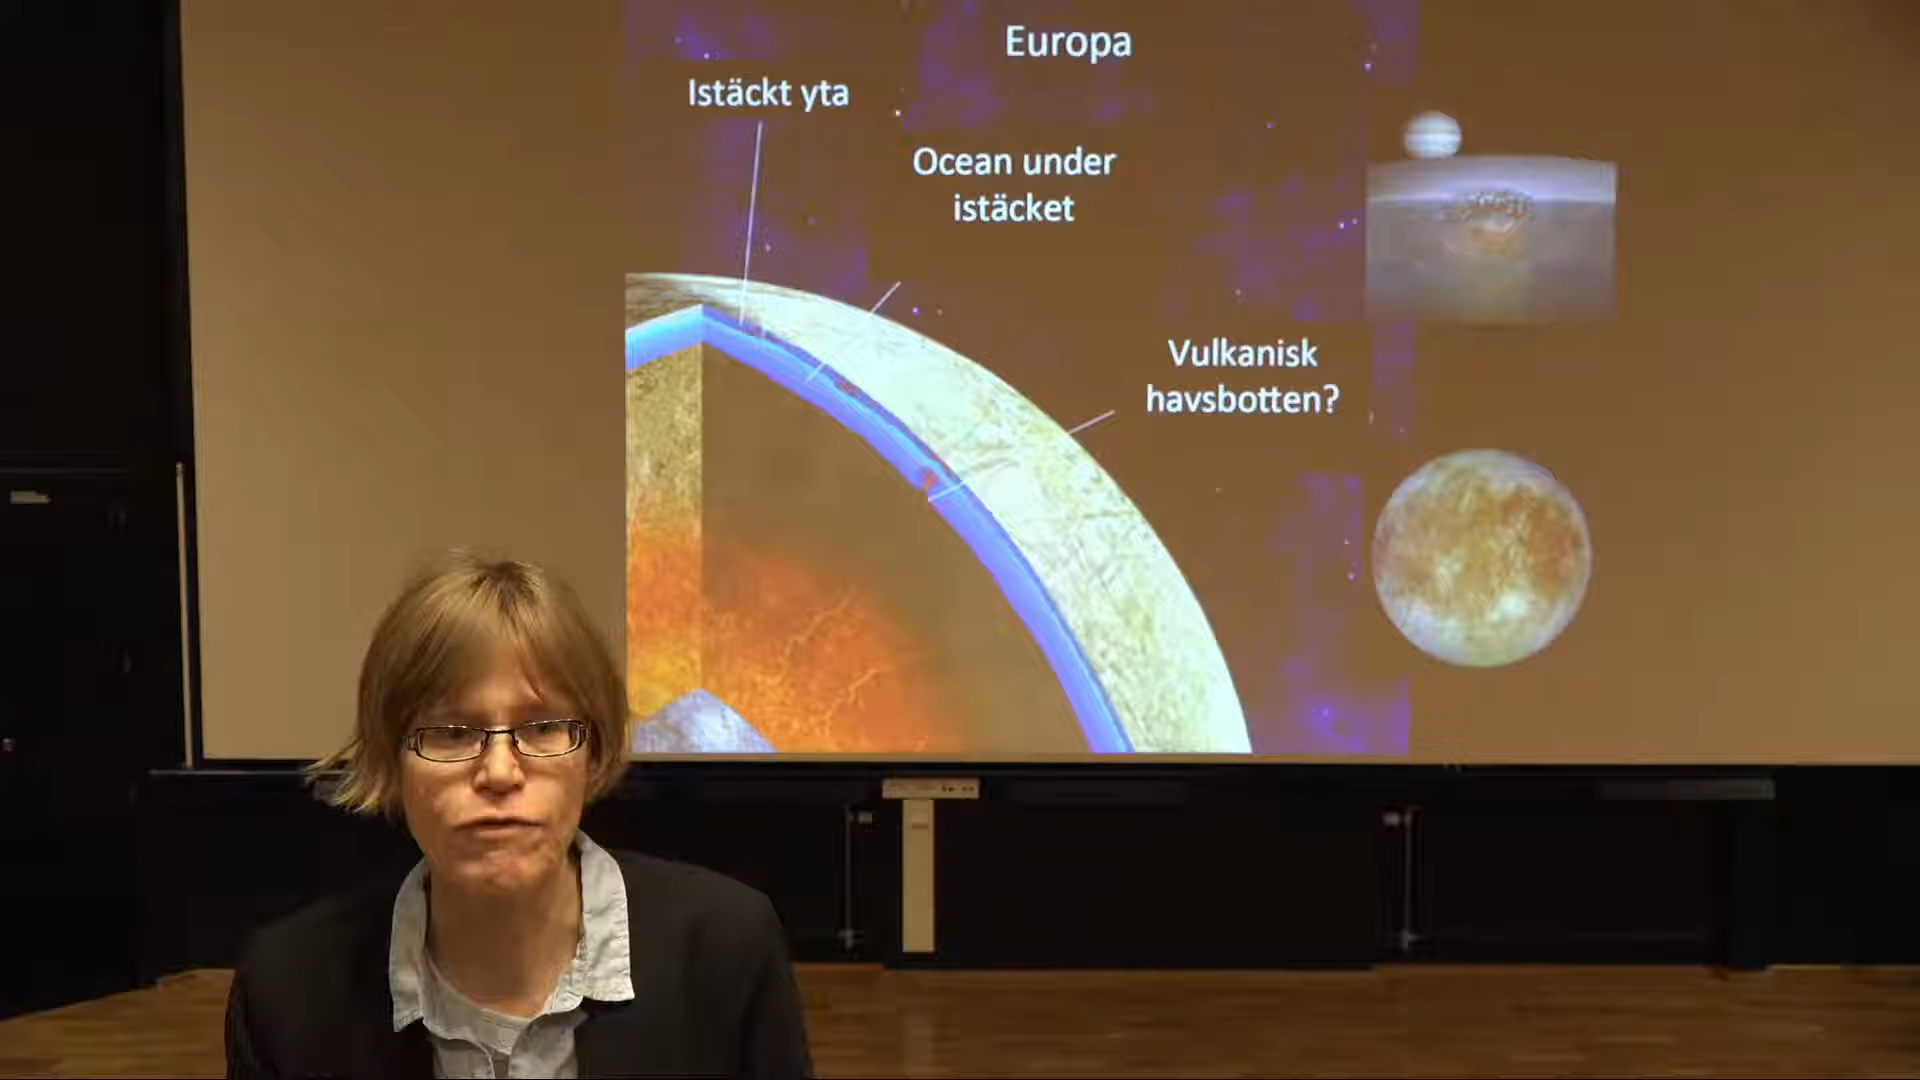 Europa
Istäckt yta
Ocean under
istäcket
Vulkanisk
havsbotten?